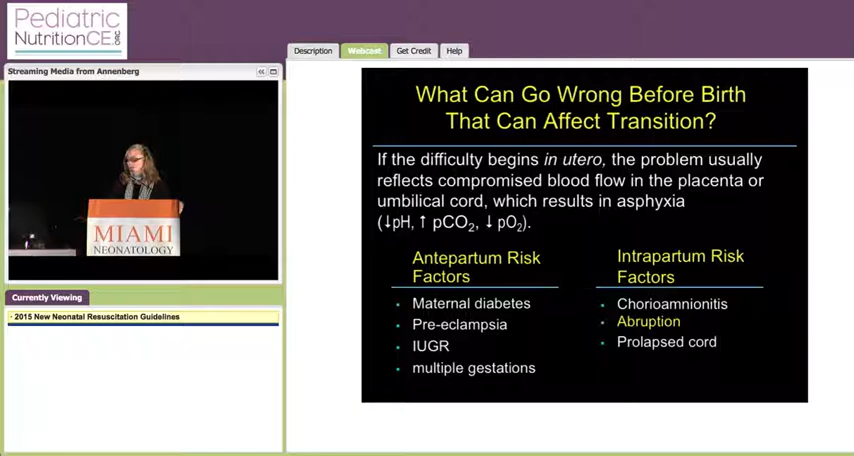 Pediatric
NutritionCE.ORG
Description
Webcast
Get Credit
Help
Streaming Media from Annenberg
MIAMI
NEONATOLOGY
Currently Viewing
· 2015 New Neonatal Resuscitation Guidelines
What Can Go Wrong Before Birth
That Can Affect Transition?
If the difficulty begins in utero, the problem usually
reflects compromised blood flow in the placenta or
umbilical cord, which results in asphyxia
(↓pH, ↑ pCO₂, ↓ pO₂).
Antepartum Risk
Factors
• Maternal diabetes
• Pre-eclampsia
• IUGR
• multiple gestations
Intrapartum Risk
Factors
• Chorioamnionitis
• Abruption
• Prolapsed cord